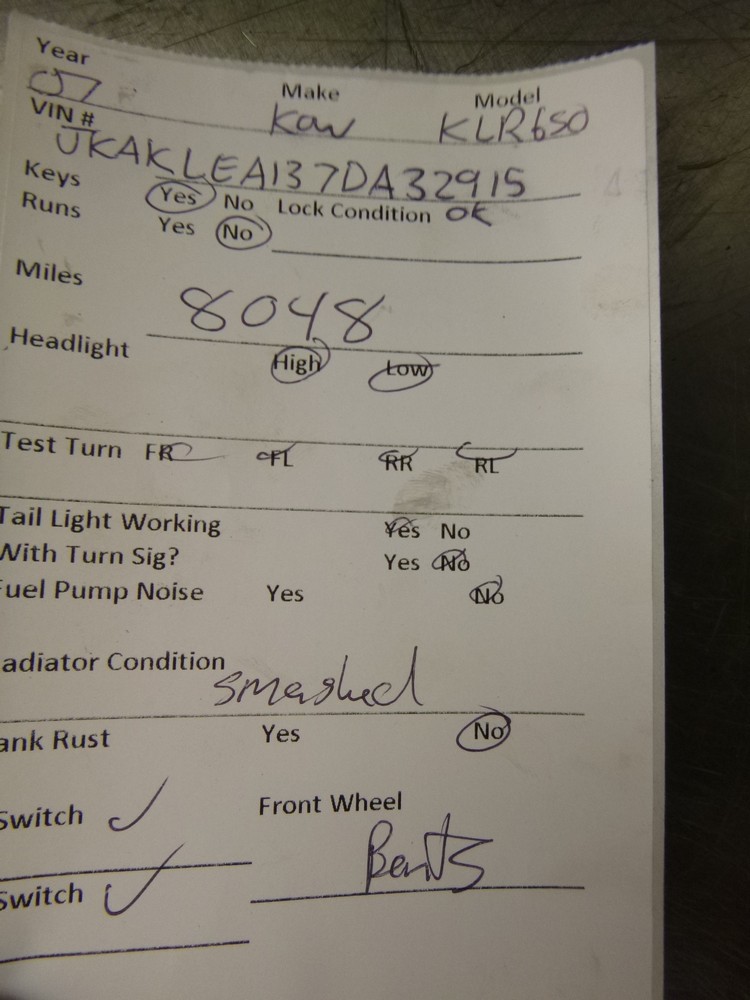 Year Make Model
07 Kaw KLR650
VIN #
JKAKLEA137DA32915
Keys Yes No Lock Condition ok
Runs Yes No
Miles
8048
Headlight High Low
Test Turn FR FL RR RL
Tail Light Working Yes No
With Turn Sig? Yes No
Fuel Pump Noise Yes No
adiator Condition
smashed
ank Rust Yes No
Switch Front Wheel
Bent
Switch